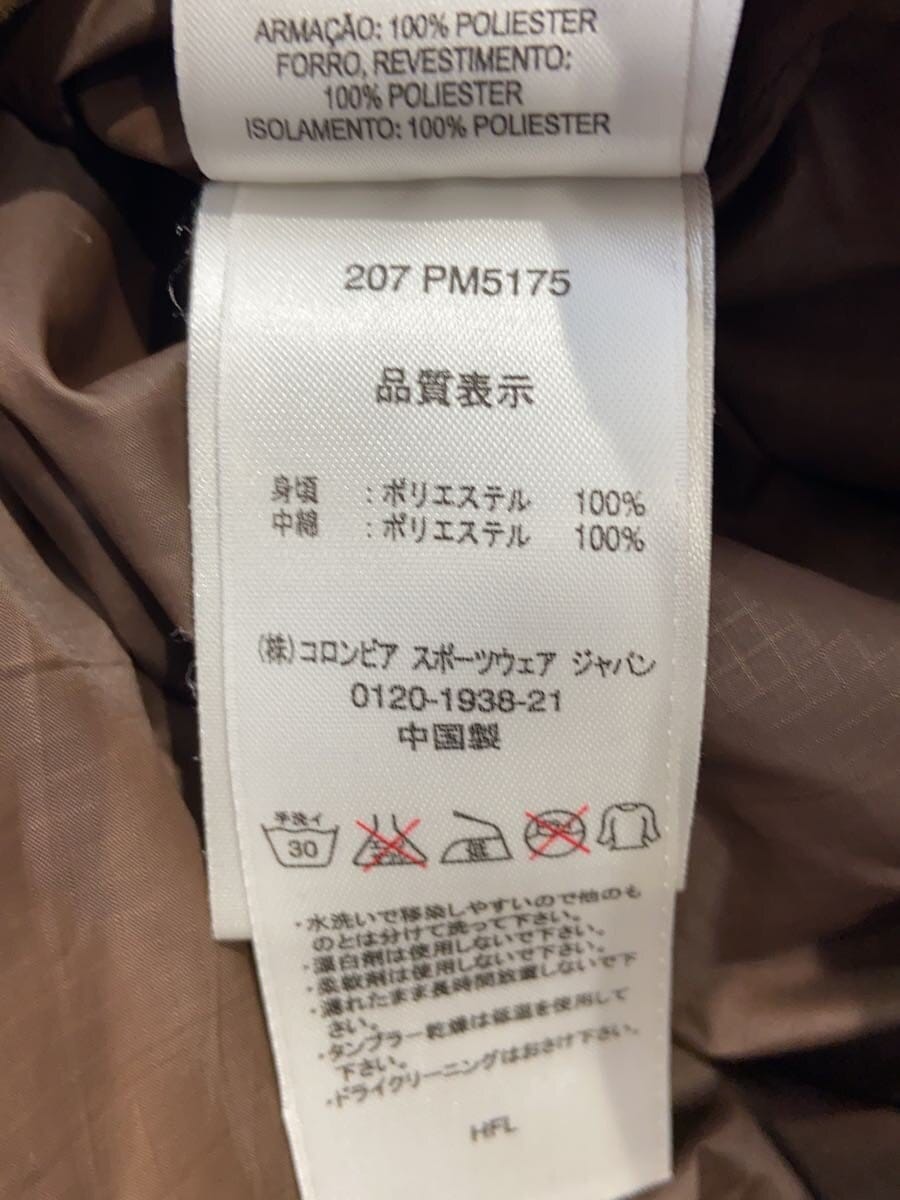 ARMAÇÃO: 100% POLIESTER
FORRO, REVESTIMENTO:
100% POLIESTER
ISOLAMENTO: 100% POLIESTER
207 PM5175
品質表示
身頃 : ポリエステル 100%
中綿 : ポリエステル 100%
(株)コロンビア スポーツウェア ジャパン
0120-1938-21
中国製
手洗イ
30 低
・水洗いで移染しやすいので他のも
のとは分けて洗って下さい。
・漂白剤は使用しないで下さい。
・柔軟剤は使用しないで下さい。
・濡れたまま長時間放置しないで下
さい。
・タンブラー乾燥は低温を使用して
下さい。
・ドライクリーニングはおさけ下さい。
HFL